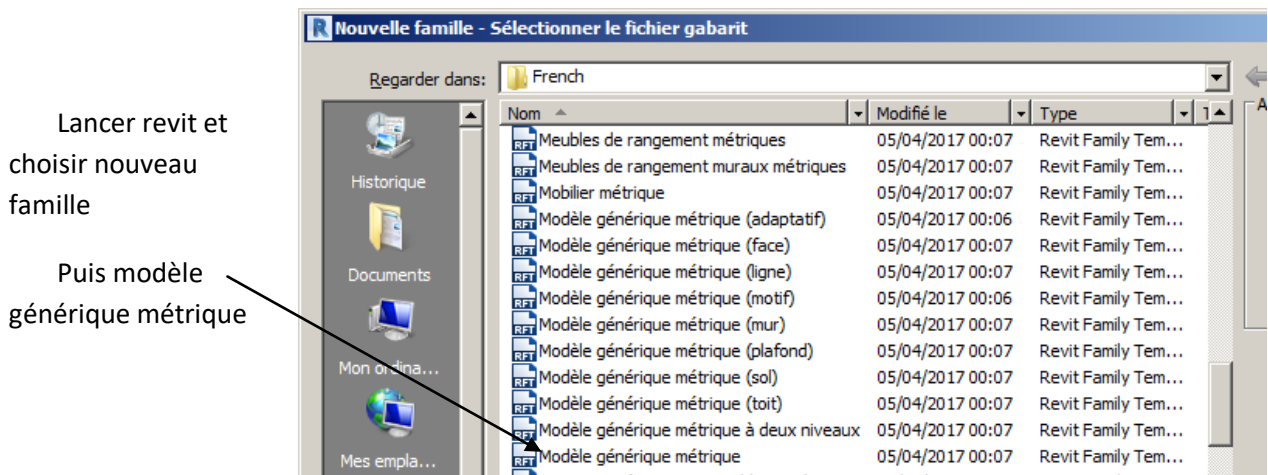 Lancer revit et
choisir nouveau
famille
Puis modèle
générique métrique
Nouvelle famille - Sélectionner le fichier gabarit
Regarder dans: French
Historique
Documents
Mon ordina...
Mes empla...
Nom Modifié le Type
Meubles de rangement métriques 05/04/2017 00:07 Revit Family Tem...
Meubles de rangement muraux métriques 05/04/2017 00:07 Revit Family Tem...
Mobilier métrique 05/04/2017 00:07 Revit Family Tem...
Modèle générique métrique (adaptatif) 05/04/2017 00:06 Revit Family Tem...
Modèle générique métrique (face) 05/04/2017 00:07 Revit Family Tem...
Modèle générique métrique (ligne) 05/04/2017 00:07 Revit Family Tem...
Modèle générique métrique (motif) 05/04/2017 00:06 Revit Family Tem...
Modèle générique métrique (mur) 05/04/2017 00:07 Revit Family Tem...
Modèle générique métrique (plafond) 05/04/2017 00:07 Revit Family Tem...
Modèle générique métrique (sol) 05/04/2017 00:07 Revit Family Tem...
Modèle générique métrique (toit) 05/04/2017 00:07 Revit Family Tem...
Modèle générique métrique à deux niveaux 05/04/2017 00:07 Revit Family Tem...
Modèle générique métrique 05/04/2017 00:07 Revit Family Tem...